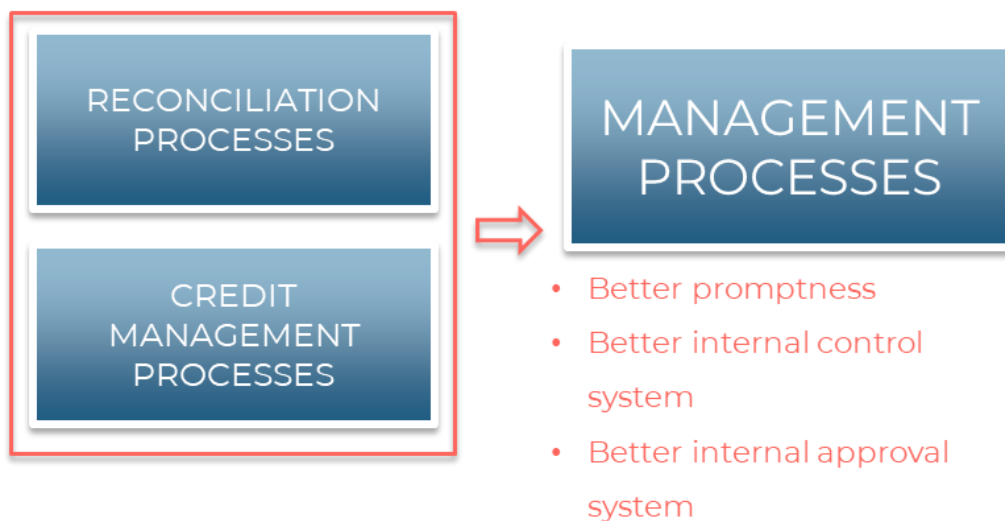 RECONCILIATION
PROCESSES
CREDIT
MANAGEMENT
PROCESSES
MANAGEMENT
PROCESSES
• Better promptness
• Better internal control
system
• Better internal approval
system